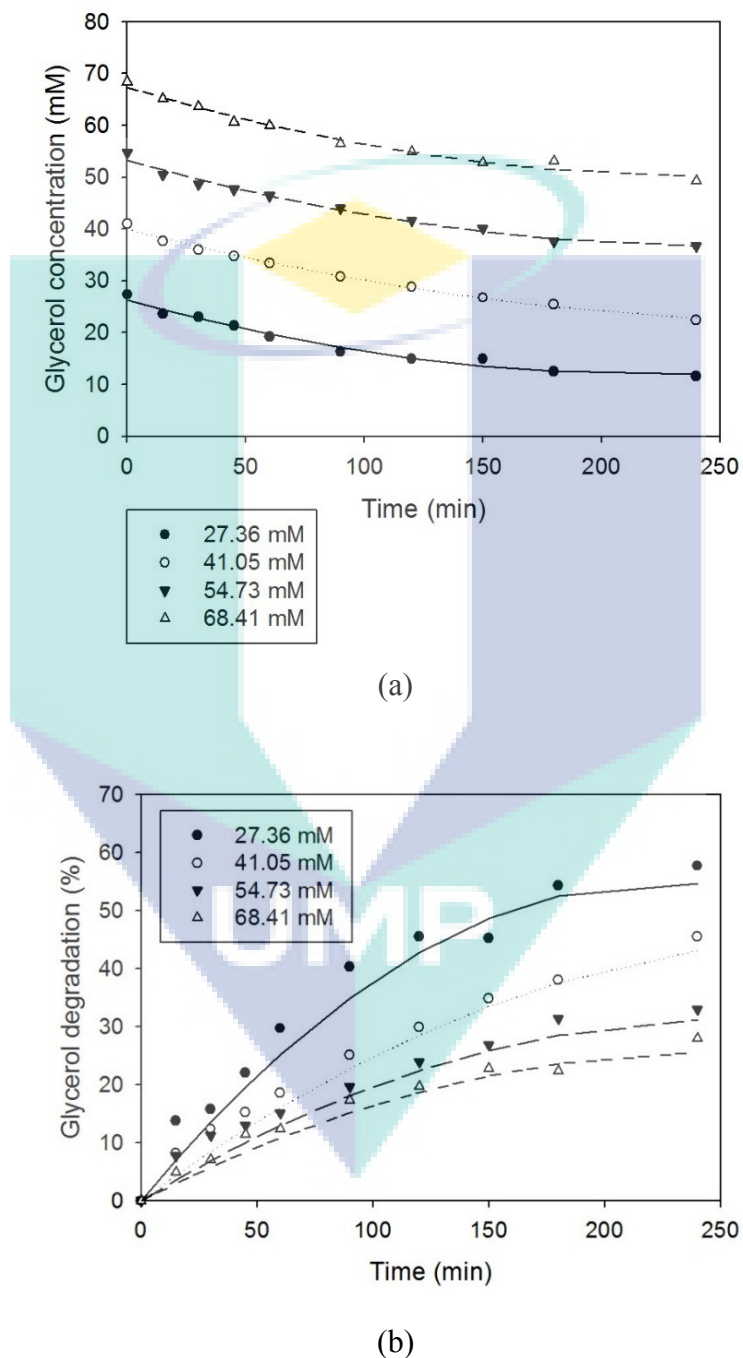 80
70
60
50
40
30
20
10
0
Glycerol concentration (mM)
0 50 100 150 200 250
Time (min)
27.36 mM
41.05 mM
54.73 mM
68.41 mM
(a)
70
60
50
40
30
20
10
0
Glycerol degradation (%)
27.36 mM
41.05 mM
54.73 mM
68.41 mM
UMP
0 50 100 150 200 250
Time (min)
(b)